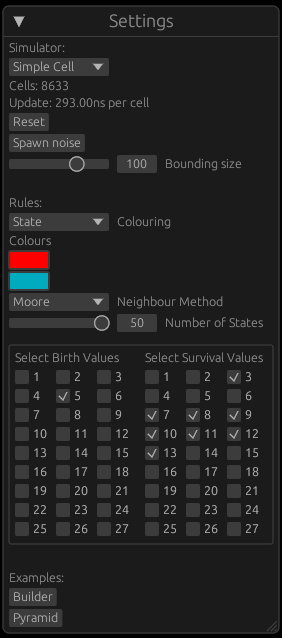 Settings
Simulator:
Simple Cell
Cells: 8633
Update: 293.00ns per cell
Reset
Spawn noise
100 Bounding size
Rules:
State Colouring
Colours
Moore Neighbour Method
50 Number of States
Select Birth Values Select Survival Values
1 2 3 1 2 3
4 5 6 4 5 6
7 8 9 7 8 9
10 11 12 10 11 12
13 14 15 13 14 15
16 17 18 16 17 18
19 20 21 19 20 21
22 23 24 22 23 24
25 26 27 25 26 27
Examples:
Builder
Pyramid